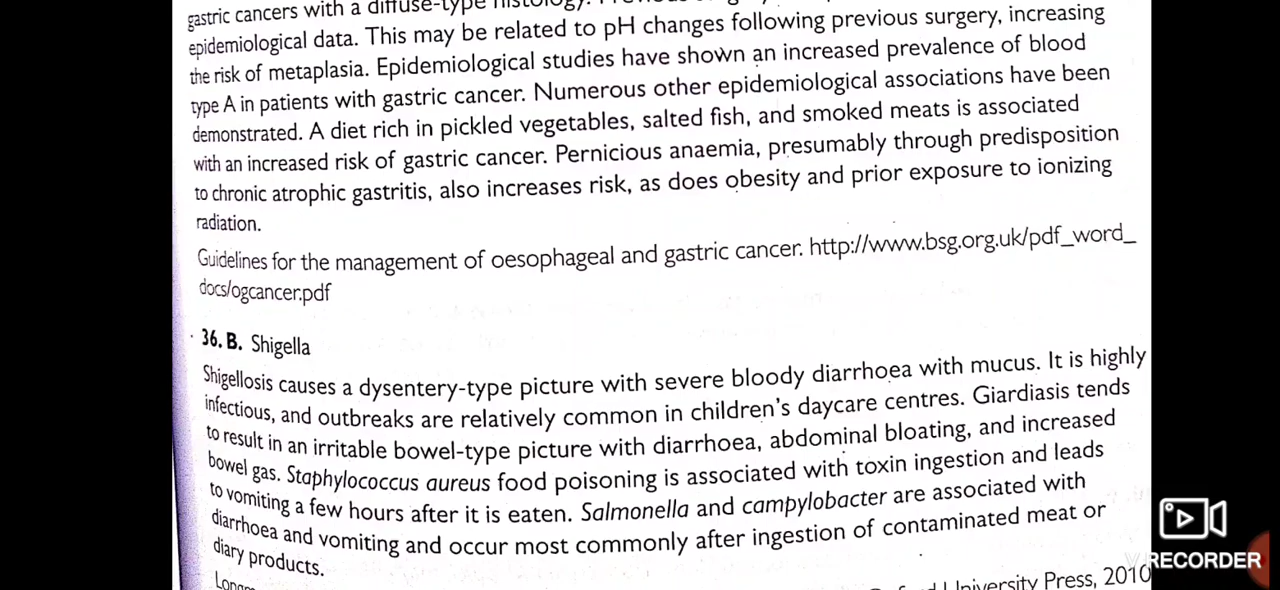 gastric cancers with a diffuse-type histology.
epidemiological data. This may be related to pH changes following previous surgery, increasing
the risk of metaplasia. Epidemiological studies have shown an increased prevalence of blood
type A in patients with gastric cancer. Numerous other epidemiological associations have been
demonstrated. A diet rich in pickled vegetables, salted fish, and smoked meats is associated
with an increased risk of gastric cancer. Pernicious anaemia, presumably through predisposition
to chronic atrophic gastritis, also increases risk, as does obesity and prior exposure to ionizing
radiation.
Guidelines for the management of oesophageal and gastric cancer. http://www.bsg.org.uk/pdf_word_
docs/ogcancer.pdf
36. B. Shigella
Shigellosis causes a dysentery-type picture with severe bloody diarrhoea with mucus. It is highly
infectious, and outbreaks are relatively common in children's daycare centres. Giardiasis tends
to result in an irritable bowel-type picture with diarrhoea, abdominal bloating, and increased
bowel gas. Staphylococcus aureus food poisoning is associated with toxin ingestion and leads
to vomiting a few hours after it is eaten. Salmonella and campylobacter are associated with
diarrhoea and vomiting and occur most commonly after ingestion of contaminated meat or
diary products.
University Press, 2010
RECORDER